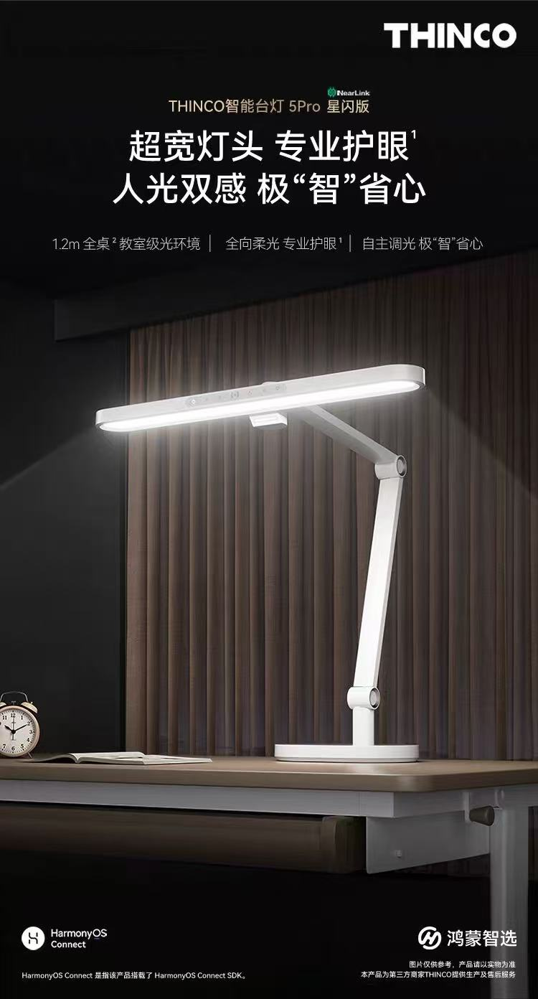 THINCO
NearLink
THINCO智能台灯 5Pro 星闪版
超宽灯头 专业护眼¹
人光双感 极“智”省心
1.2m 全桌² 教室级光环境 | 全向柔光 专业护眼¹ | 自主调光 极“智”省心
HarmonyOS
Connect
鸿蒙智选
图片仅供参考，产品请以实物为准
HarmonyOS Connect 是指该产品搭载了 HarmonyOS Connect SDK。
本产品为第三方商家THINCO提供生产及售后服务